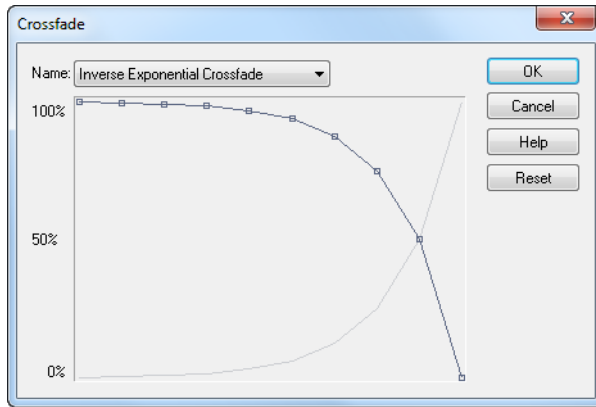 Crossfade
Name: Inverse Exponential Crossfade
OK
100%
Cancel
Help
Reset
50%
0%